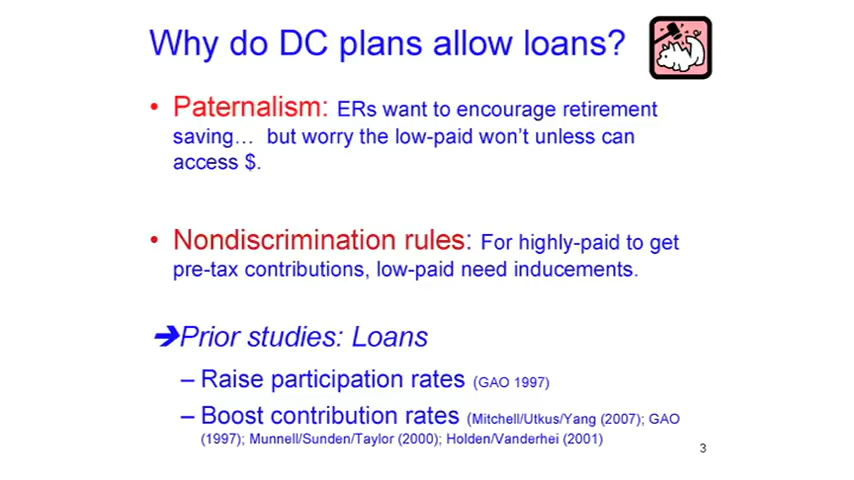 Why do DC plans allow loans?
• Paternalism: ERs want to encourage retirement
saving… but worry the low-paid won't unless can
access $.
• Nondiscrimination rules: For highly-paid to get
pre-tax contributions, low-paid need inducements.
➔Prior studies: Loans
– Raise participation rates (GAO 1997)
– Boost contribution rates (Mitchell/Utkus/Yang (2007); GAO
(1997); Munnell/Sunden/Taylor (2000); Holden/Vanderhei (2001)
3